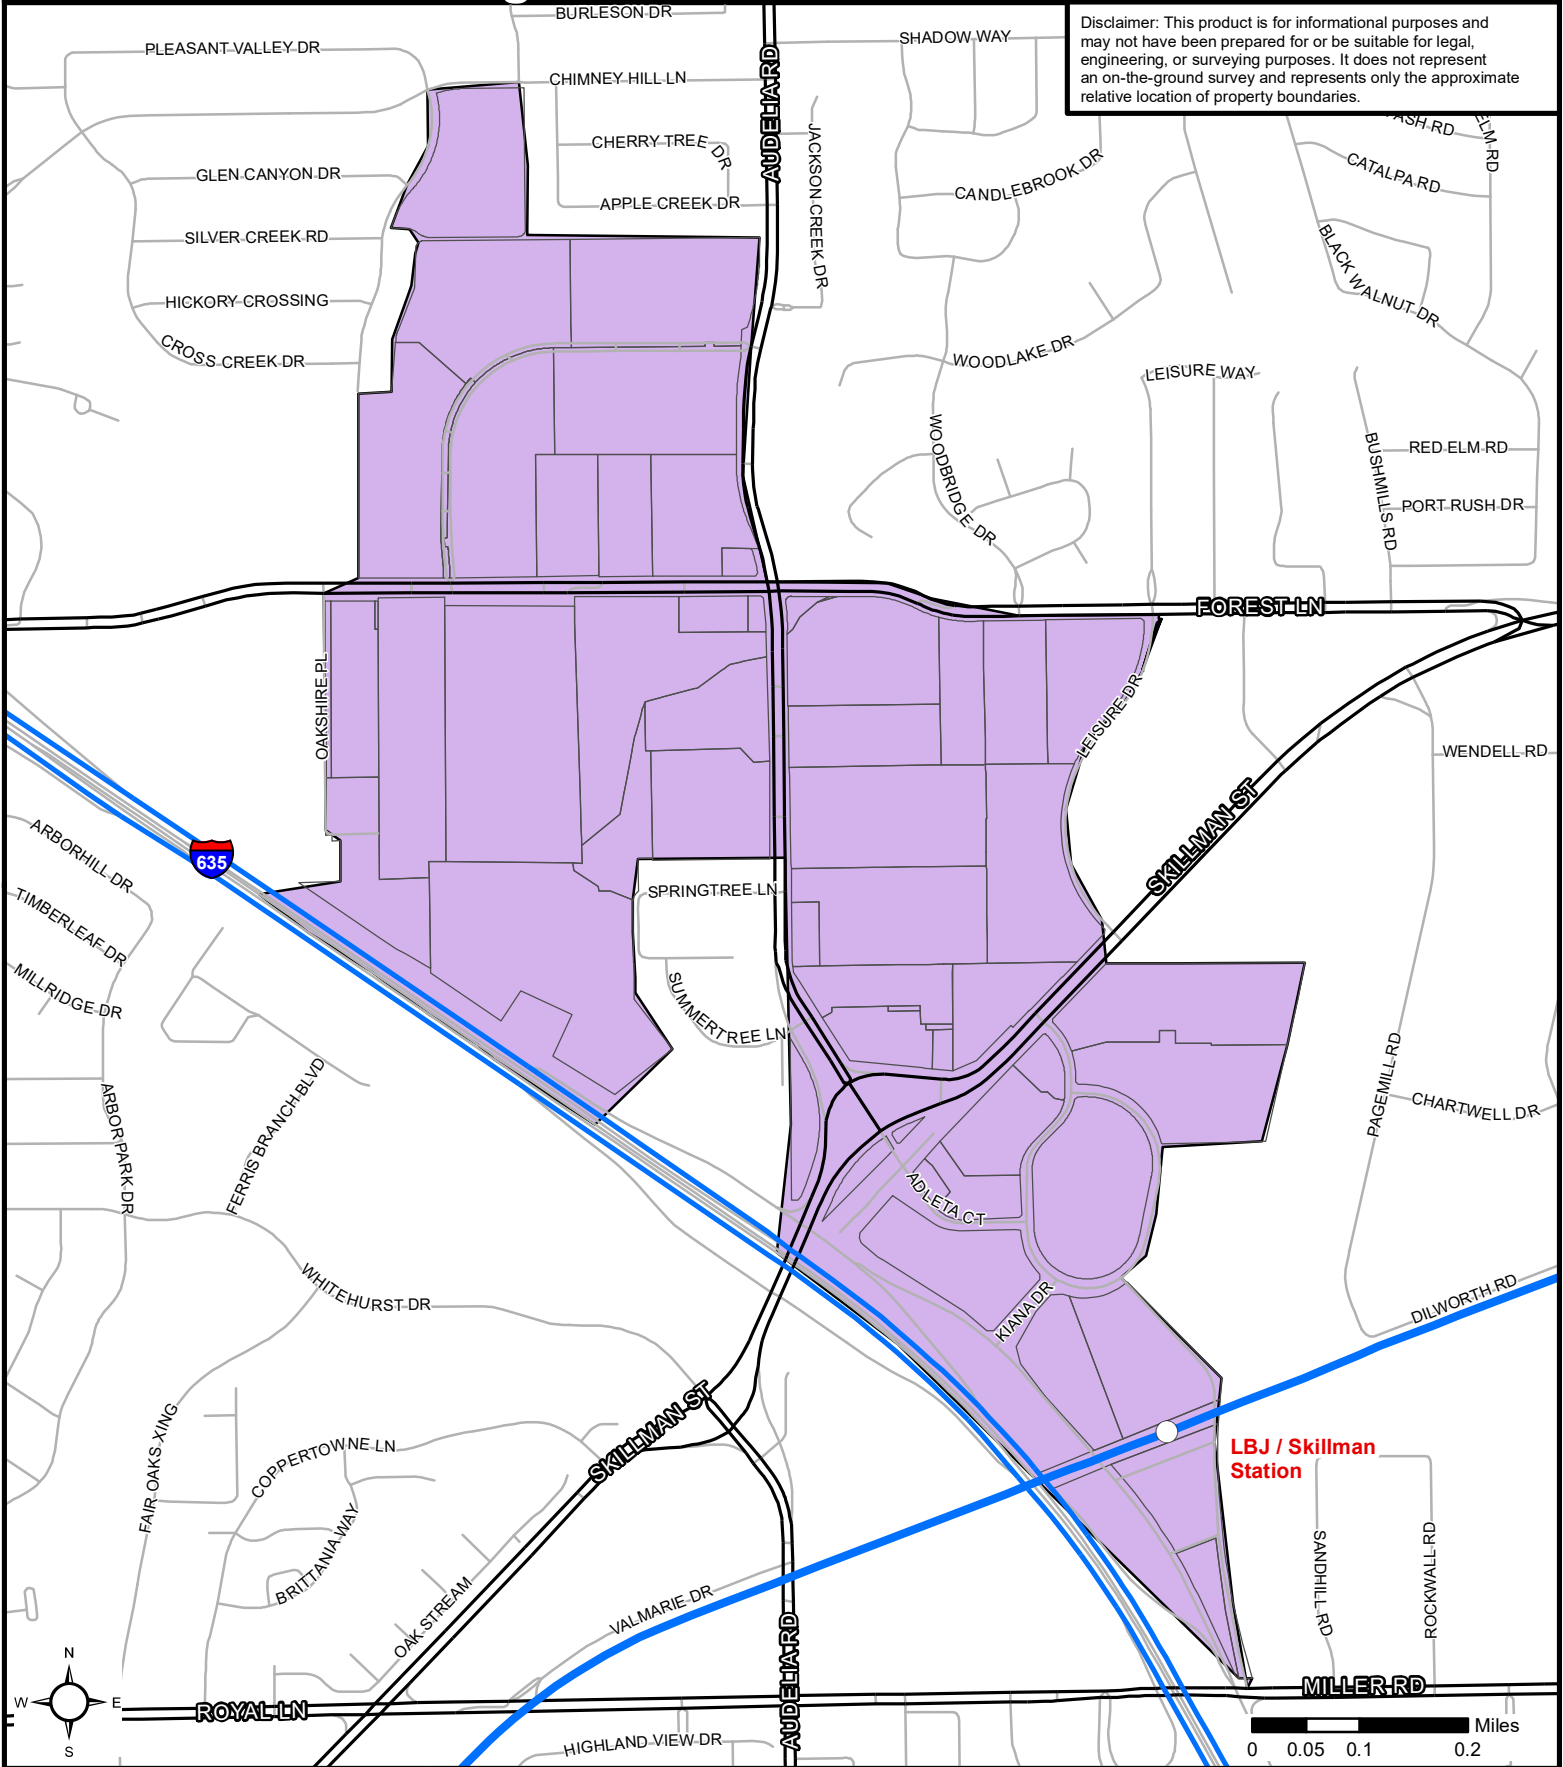 BURLESON DR
Disclaimer: This product is for informational purposes and
may not have been prepared for or be suitable for legal,
engineering, or surveying purposes. It does not represent
an on-the-ground survey and represents only the approximate
relative location of property boundaries.
PLEASANT VALLEY DR
SHADOW WAY
CHIMNEY HILL LN
AUDELIA RD
CHERRY TREE DR
JACKSON CREEK DR
ASH RD
ELM RD
CATALPA RD
CANDLEBROOK DR
GLEN CANYON DR
APPLE CREEK DR
SILVER CREEK RD
BLACK WALNUT DR
HICKORY CROSSING
CROSS CREEK DR
WOODLAKE DR
LEISURE WAY
WOODBRIDGE DR
BUSHMILLS RD
RED ELM RD
PORT RUSH DR
FOREST LN
OAKSHIRE PL
LEISURE DR
WENDELL RD
SKILLMAN ST
635
ARBORHILL DR
TIMBERLEAF DR
MILLRIDGE DR
SPRINGTREE LN
SUMMERTREE LN
PAGEMILL RD
CHARTWELL DR
ARBOR PARK DR
FERRIS BRANCH BLVD
ADLETA CT
WHITEHURST DR
KIANA DR
DILWORTH RD
SKILLMAN ST
FAIR OAKS XING
COPPERTOWNE LN
LBJ / Skillman
Station
BRITTANIA WAY
OAK STREAM
VALMARIE DR
AUDELIA RD
SANDHILL RD
ROCKWALL RD
N
W E
S
ROYAL LN
MILLER RD
HIGHLAND VIEW DR
Miles
0 0.05 0.1 0.2